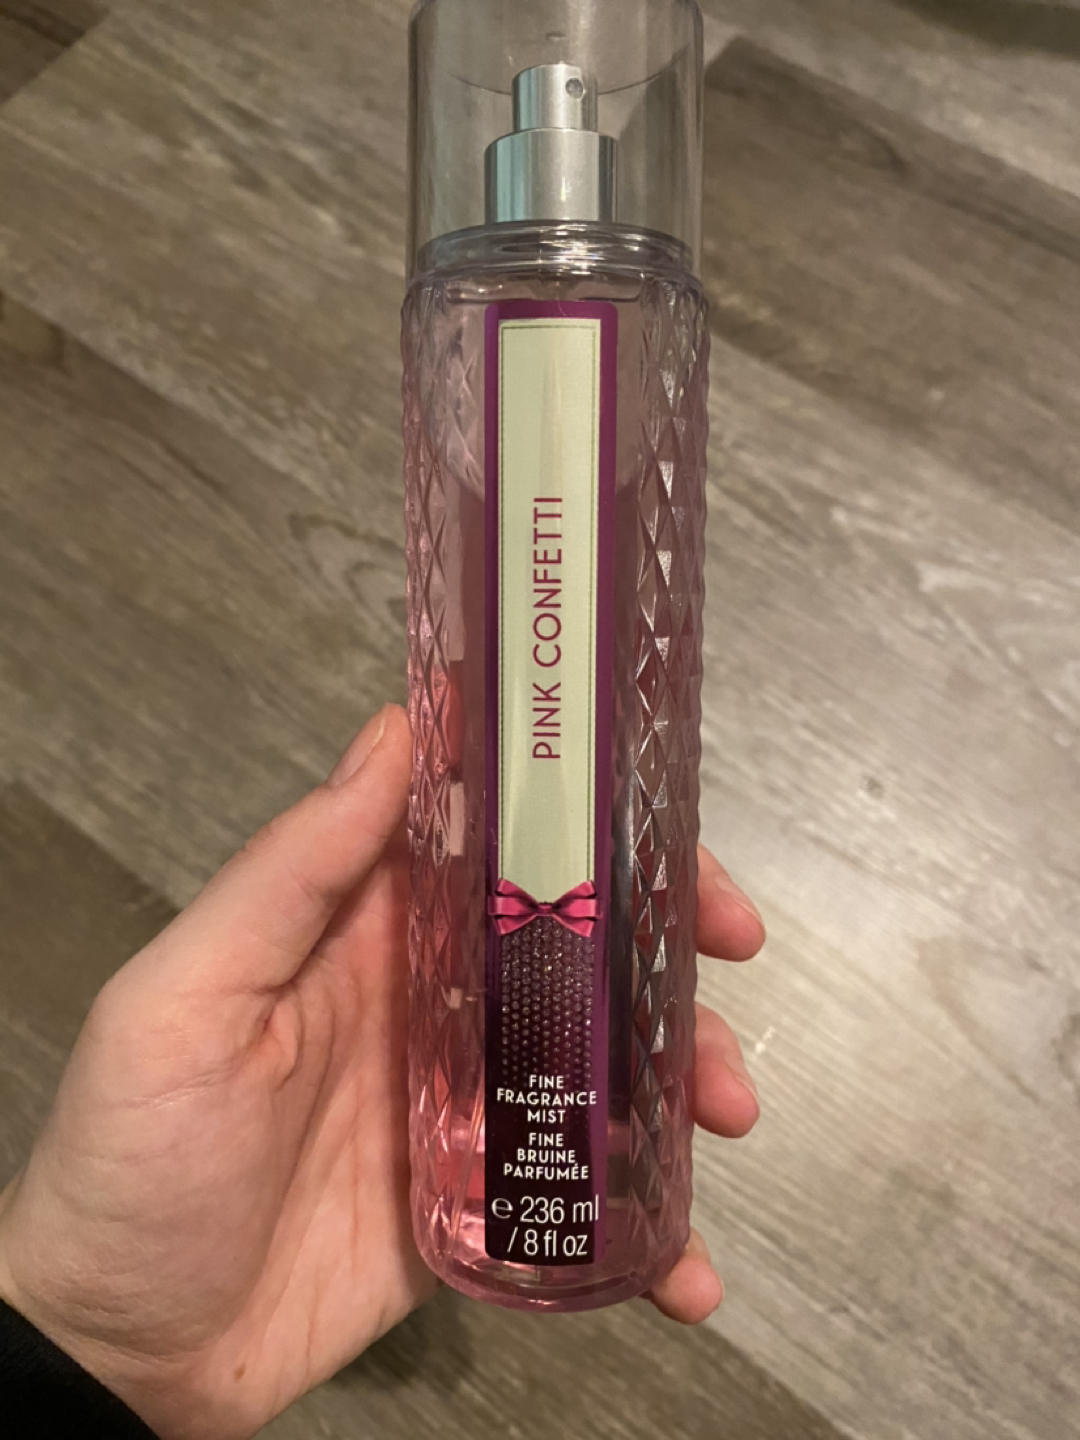 PINK CONFETTI
FINE
FRAGRANCE
MIST
FINE
BRUINE
PARFUMÉE
℮ 236 ml
/ 8 fl oz